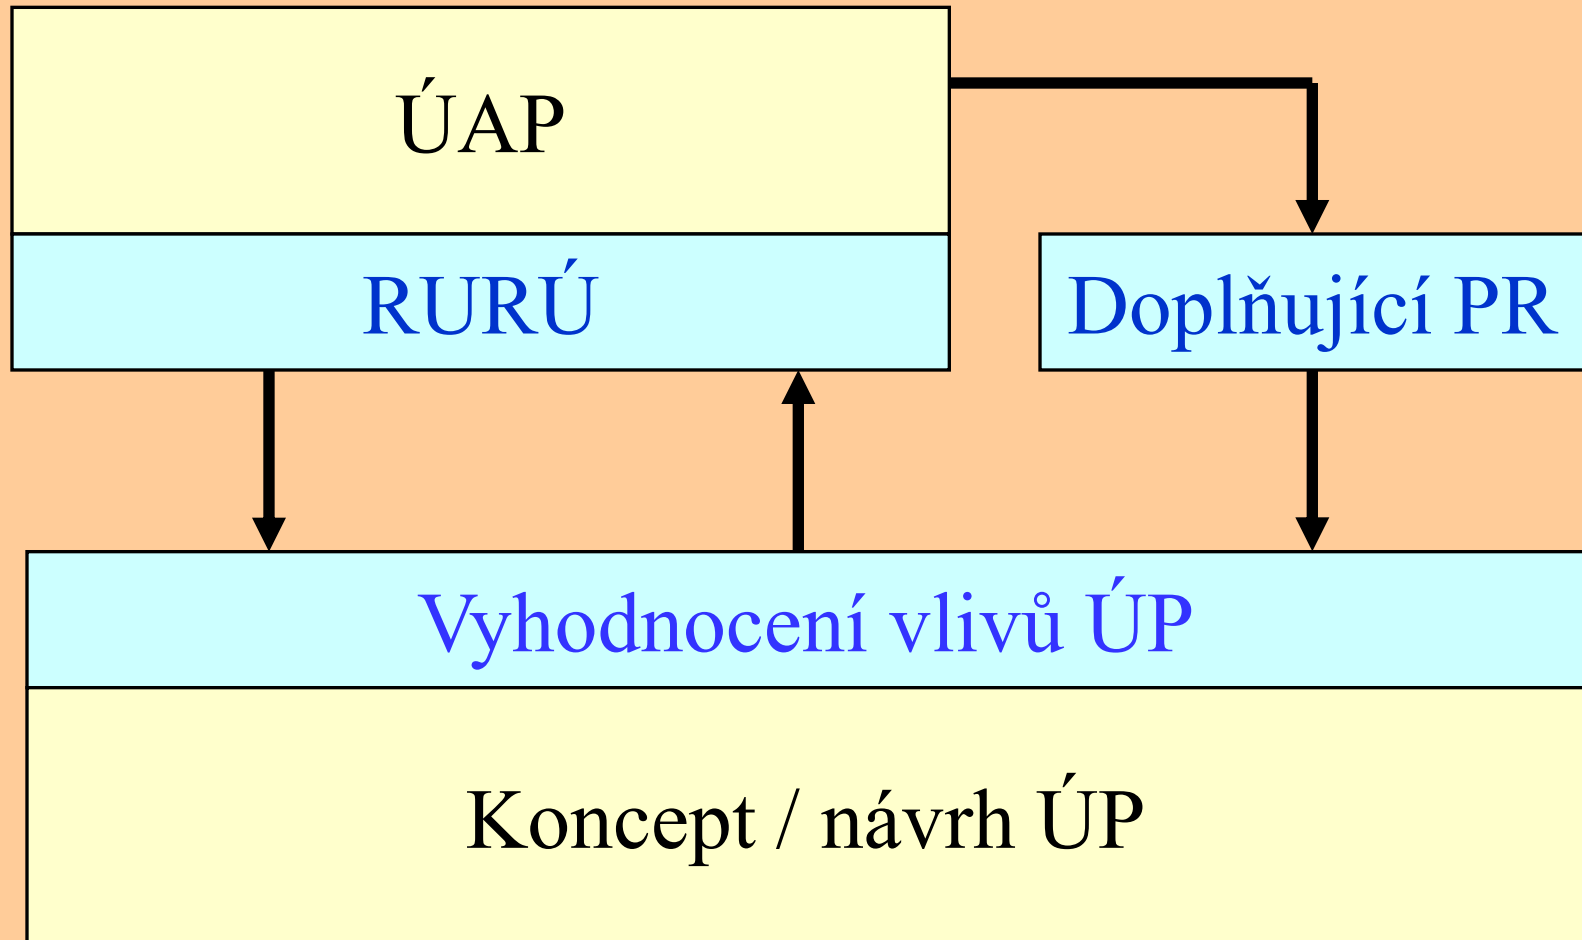 ÚAP
RURÚ
Doplňující PR
Vyhodnocení vlivů ÚP
Koncept / návrh ÚP